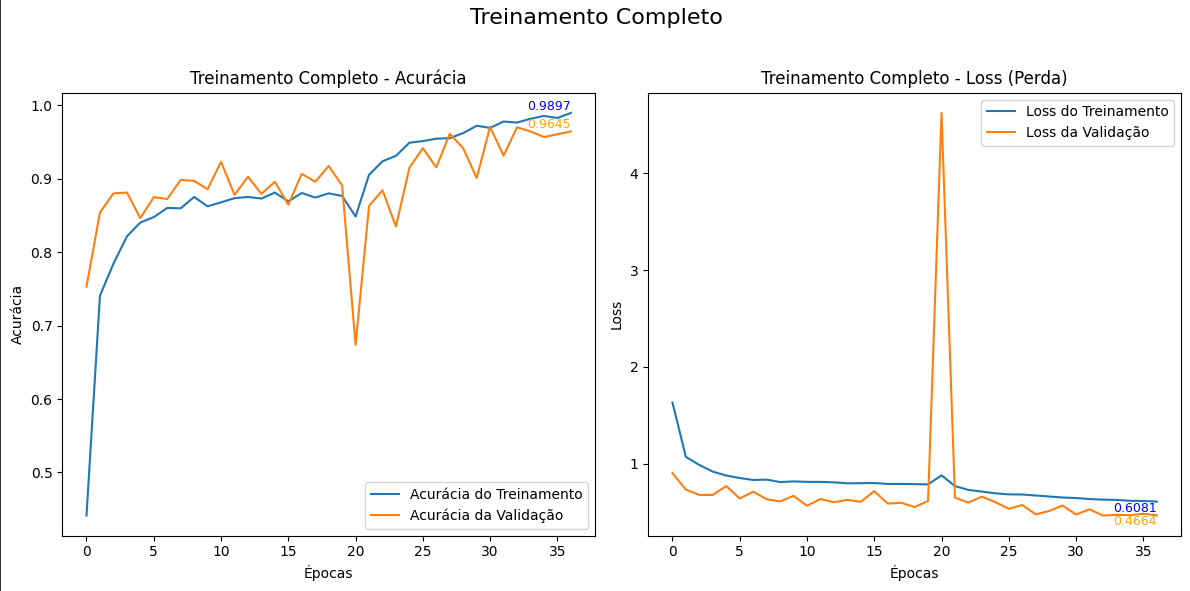 Treinamento Completo
Treinamento Completo - Acurácia
Acurácia
1.0
0.9
0.8
0.7
0.6
0.5
0.9897
0.9645
Acurácia do Treinamento
Acurácia da Validação
0 5 10 15 20 25 30 35
Épocas
Treinamento Completo - Loss (Perda)
Loss
4
3
2
1
Loss do Treinamento
Loss da Validação
0.6081
0.4664
0 5 10 15 20 25 30 35
Épocas